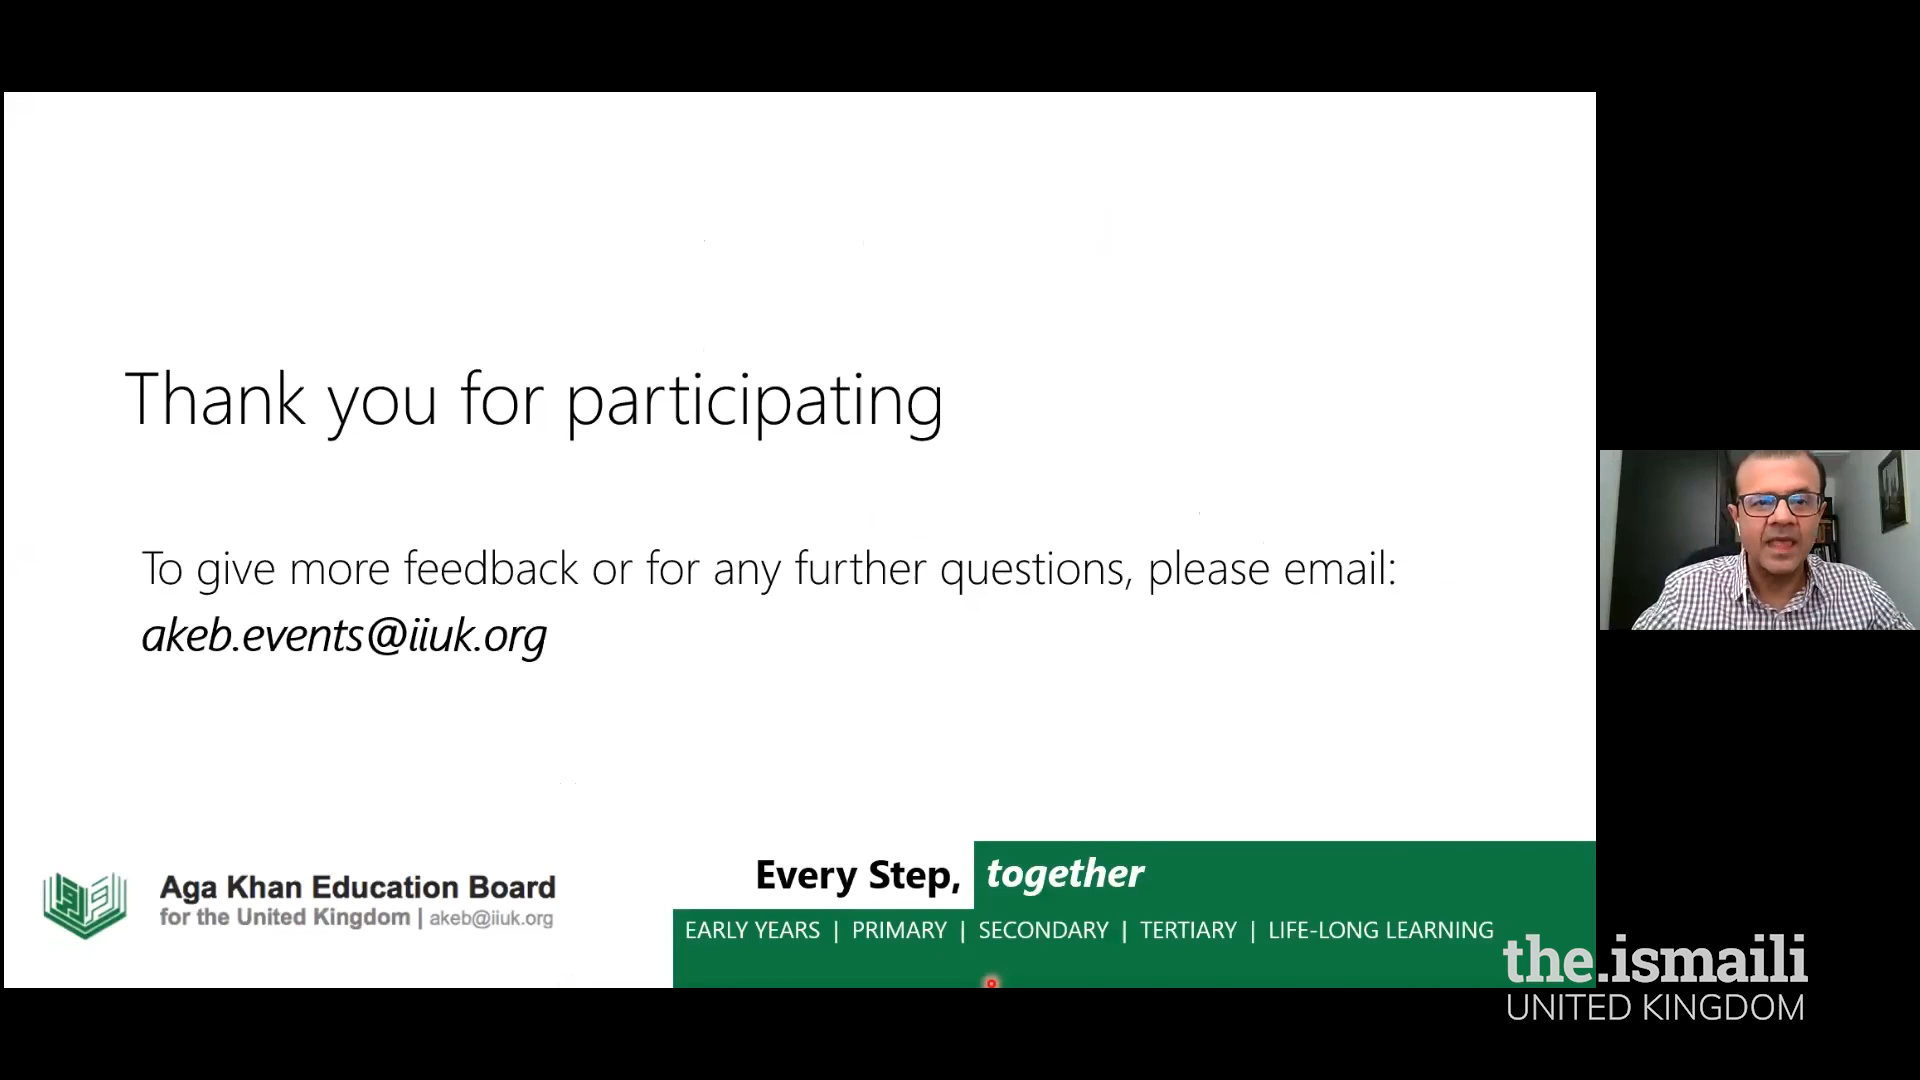 Thank you for participating
To give more feedback or for any further questions, please email:
akeb.events@iiuk.org
Aga Khan Education Board
for the United Kingdom | akeb@iiuk.org
Every Step, together
EARLY YEARS | PRIMARY | SECONDARY | TERTIARY | LIFE-LONG LEARNING
the.ismaili
UNITED KINGDOM